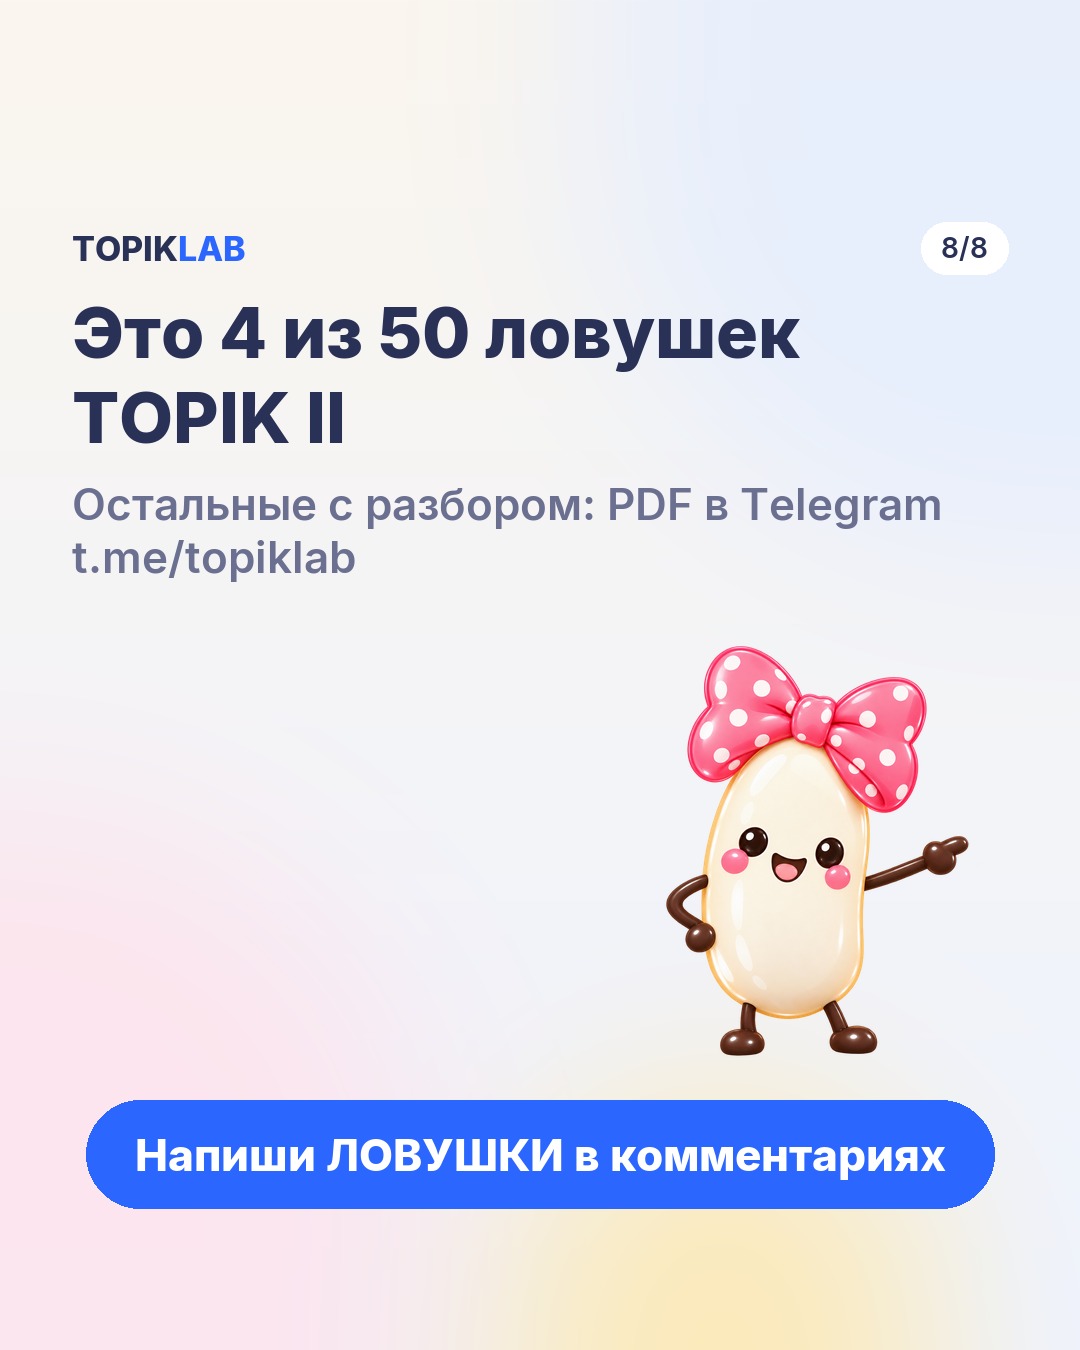 TOPIKLAB
8/8
Это 4 из 50 ловушек
TOPIK II
Остальные с разбором: PDF в Telegram
t.me/topiklab
Напиши ЛОВУШКИ в комментариях